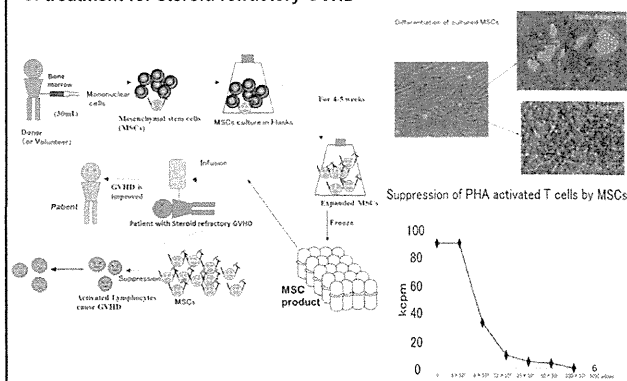 treatment for Steroid refractory GVHD
Differentiation of cultured MSCs
Bone
marrow
(30mL)
Mononuclear
cells
Donor
(or Volunteer)
Mesenchymal stem cells
(MSCs)
MSCs culture in Flasks
For 4-5 weeks
Expanded MSCs
Freeze
MSC
product
Infusion
Patient with Steroid refractory GVHD
GVHD is
improved
Patient
Suppression
Activated Lymphocytes
cause GVHD
MSCs
Suppression of PHA activated T cells by MSCs
kcpm
100
80
60
40
20
0
6